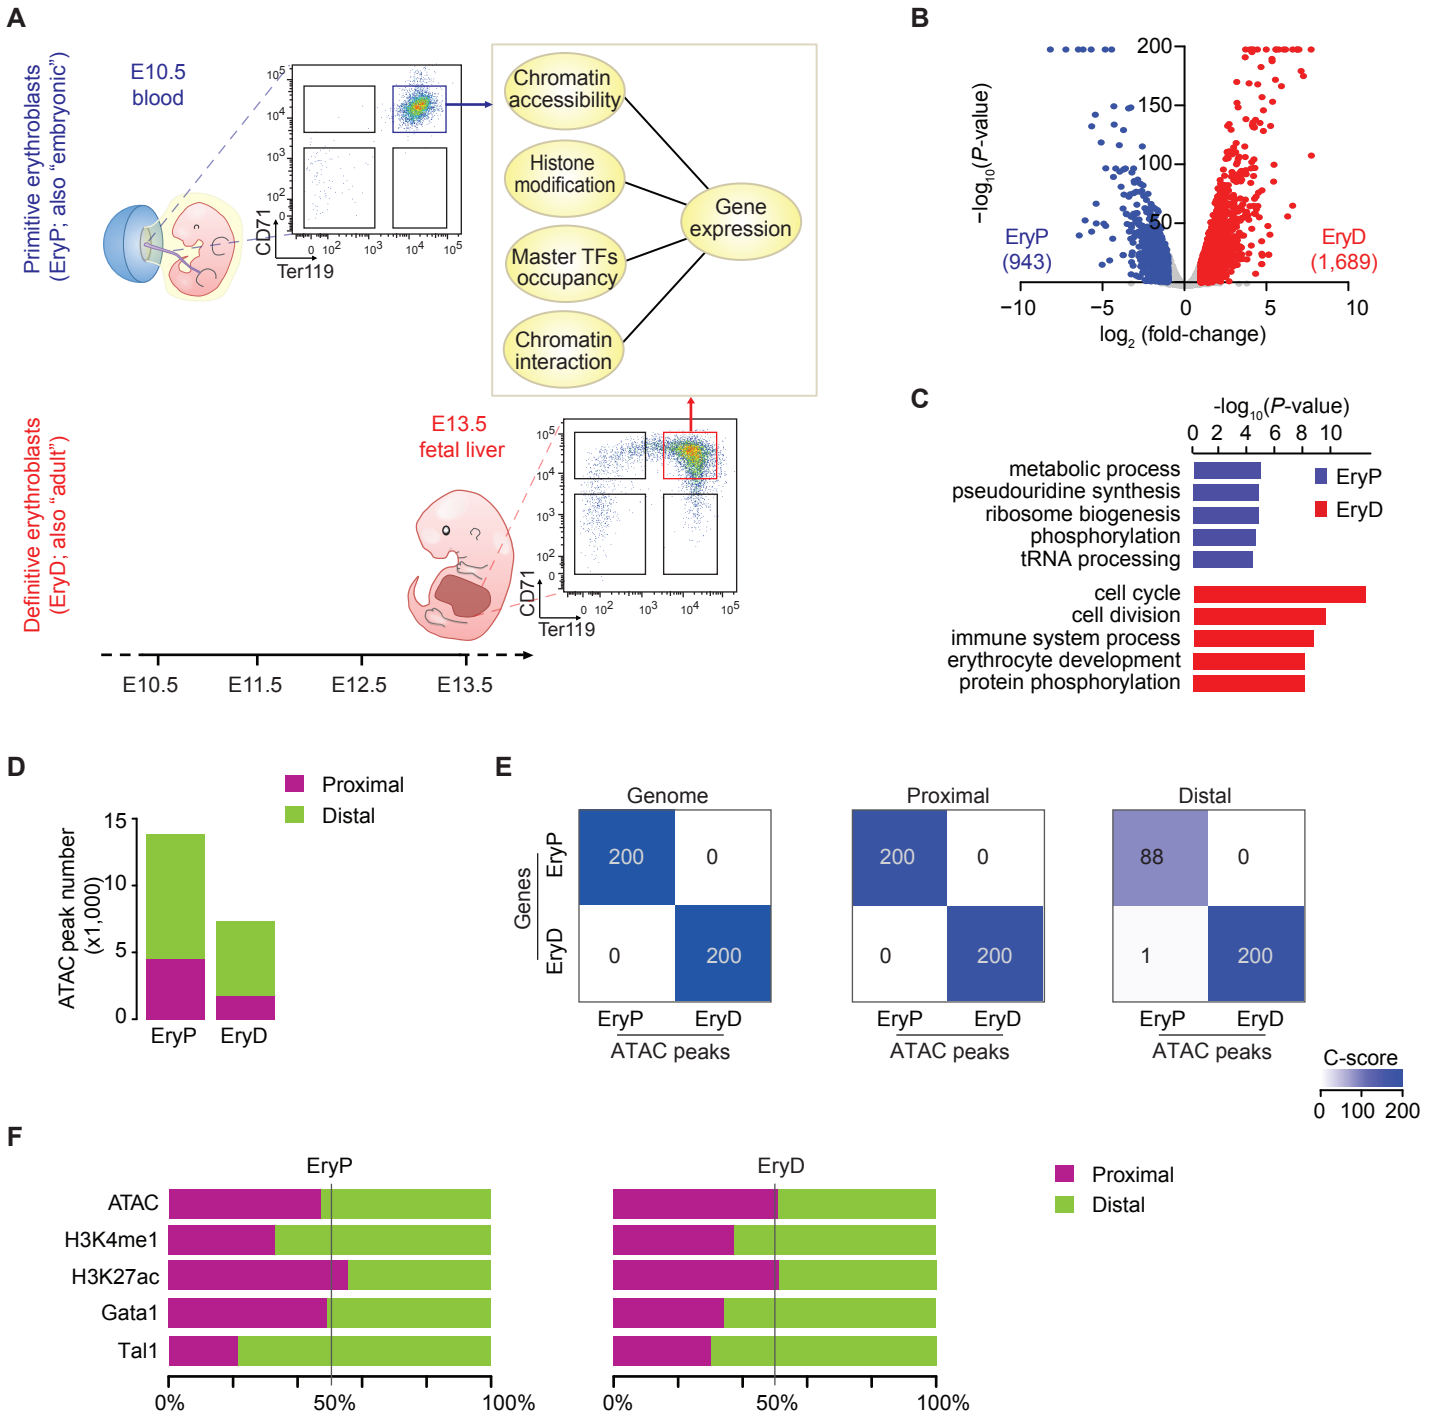 A
Primitive erythroblasts
(EryP; also “embryonic”)
E10.5
blood
10⁵
10⁴
10³
10²
0
CD71
0 10² 10³ 10⁴ 10⁵
Ter119
Chromatin
accessibility
Histone
modification
Master TFs
occupancy
Chromatin
interaction
Gene
expression
Definitive erythroblasts
(EryD; also “adult”)
E13.5
fetal liver
10⁵
10⁴
10³
10²
0
CD71
0 10² 10³ 10⁴ 10⁵
Ter119
E10.5 E11.5 E12.5 E13.5
B
−log₁₀(P-value)
200
150
100
50
EryP
(943)
EryD
(1,689)
−10 −5 0 5 10
log₂ (fold-change)
C
-log₁₀(P-value)
0 2 4 6 8 10
metabolic process
pseudouridine synthesis
ribosome biogenesis
phosphorylation
tRNA processing
EryP
EryD
cell cycle
cell division
immune system process
erythrocyte development
protein phosphorylation
D
Proximal
Distal
ATAC peak number
(x1,000)
15
10
5
0
EryP EryD
E
Genome Proximal Distal
Genes
EryP
EryD
200 0
0 200
200 0
0 200
88 0
1 200
EryP EryD
ATAC peaks
EryP EryD
ATAC peaks
EryP EryD
ATAC peaks
C-score
0 100 200
F
EryP EryD
Proximal
Distal
ATAC
H3K4me1
H3K27ac
Gata1
Tal1
0% 50% 100%
0% 50% 100%